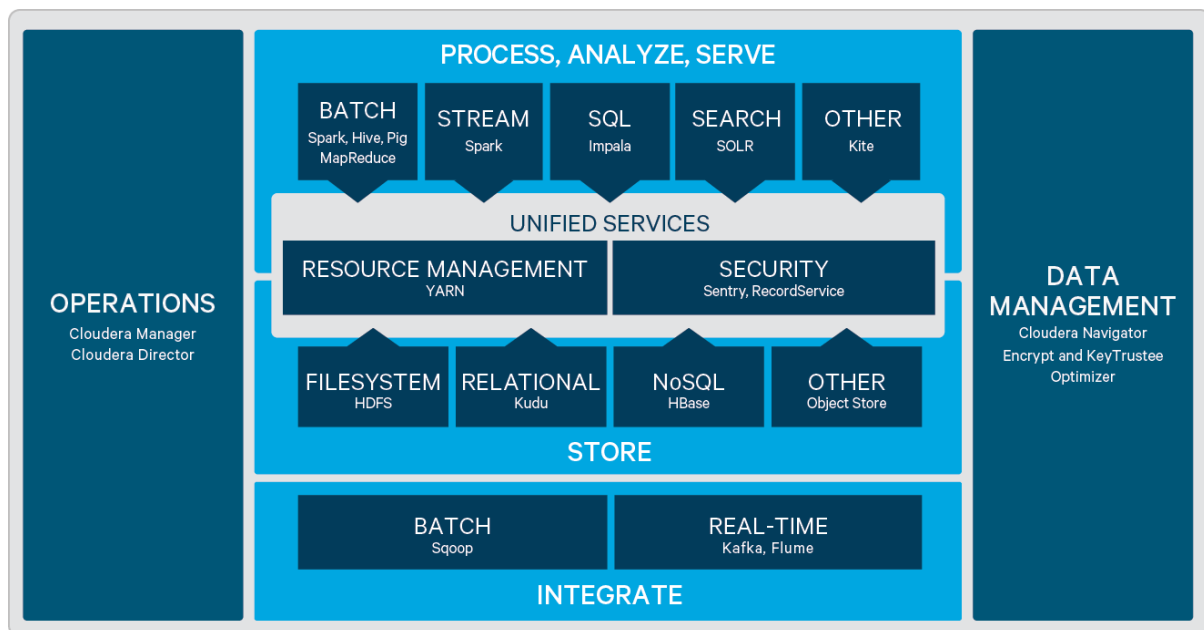 PROCESS, ANALYZE, SERVE
BATCH
Spark, Hive, Pig
MapReduce
STREAM
Spark
SQL
Impala
SEARCH
SOLR
OTHER
Kite
UNIFIED SERVICES
RESOURCE MANAGEMENT
YARN
SECURITY
Sentry, RecordService
OPERATIONS
Cloudera Manager
Cloudera Director
DATA
MANAGEMENT
Cloudera Navigator
Encrypt and KeyTrustee
Optimizer
FILESYSTEM
HDFS
RELATIONAL
Kudu
NoSQL
HBase
OTHER
Object Store
STORE
BATCH
Sqoop
REAL-TIME
Kafka, Flume
INTEGRATE